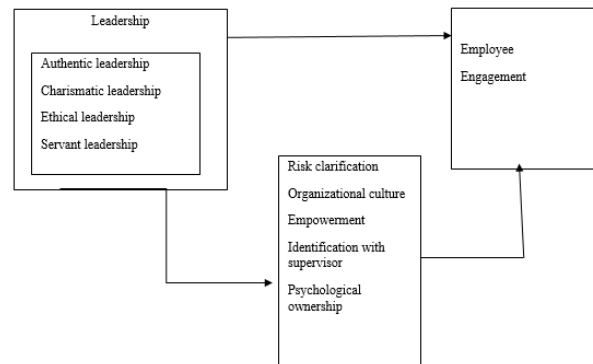 Leadership
Authentic leadership
Charismatic leadership
Ethical leadership
Servant leadership
Employee
Engagement
Risk clarification
Organizational culture
Empowerment
Identification with
supervisor
Psychological
ownership